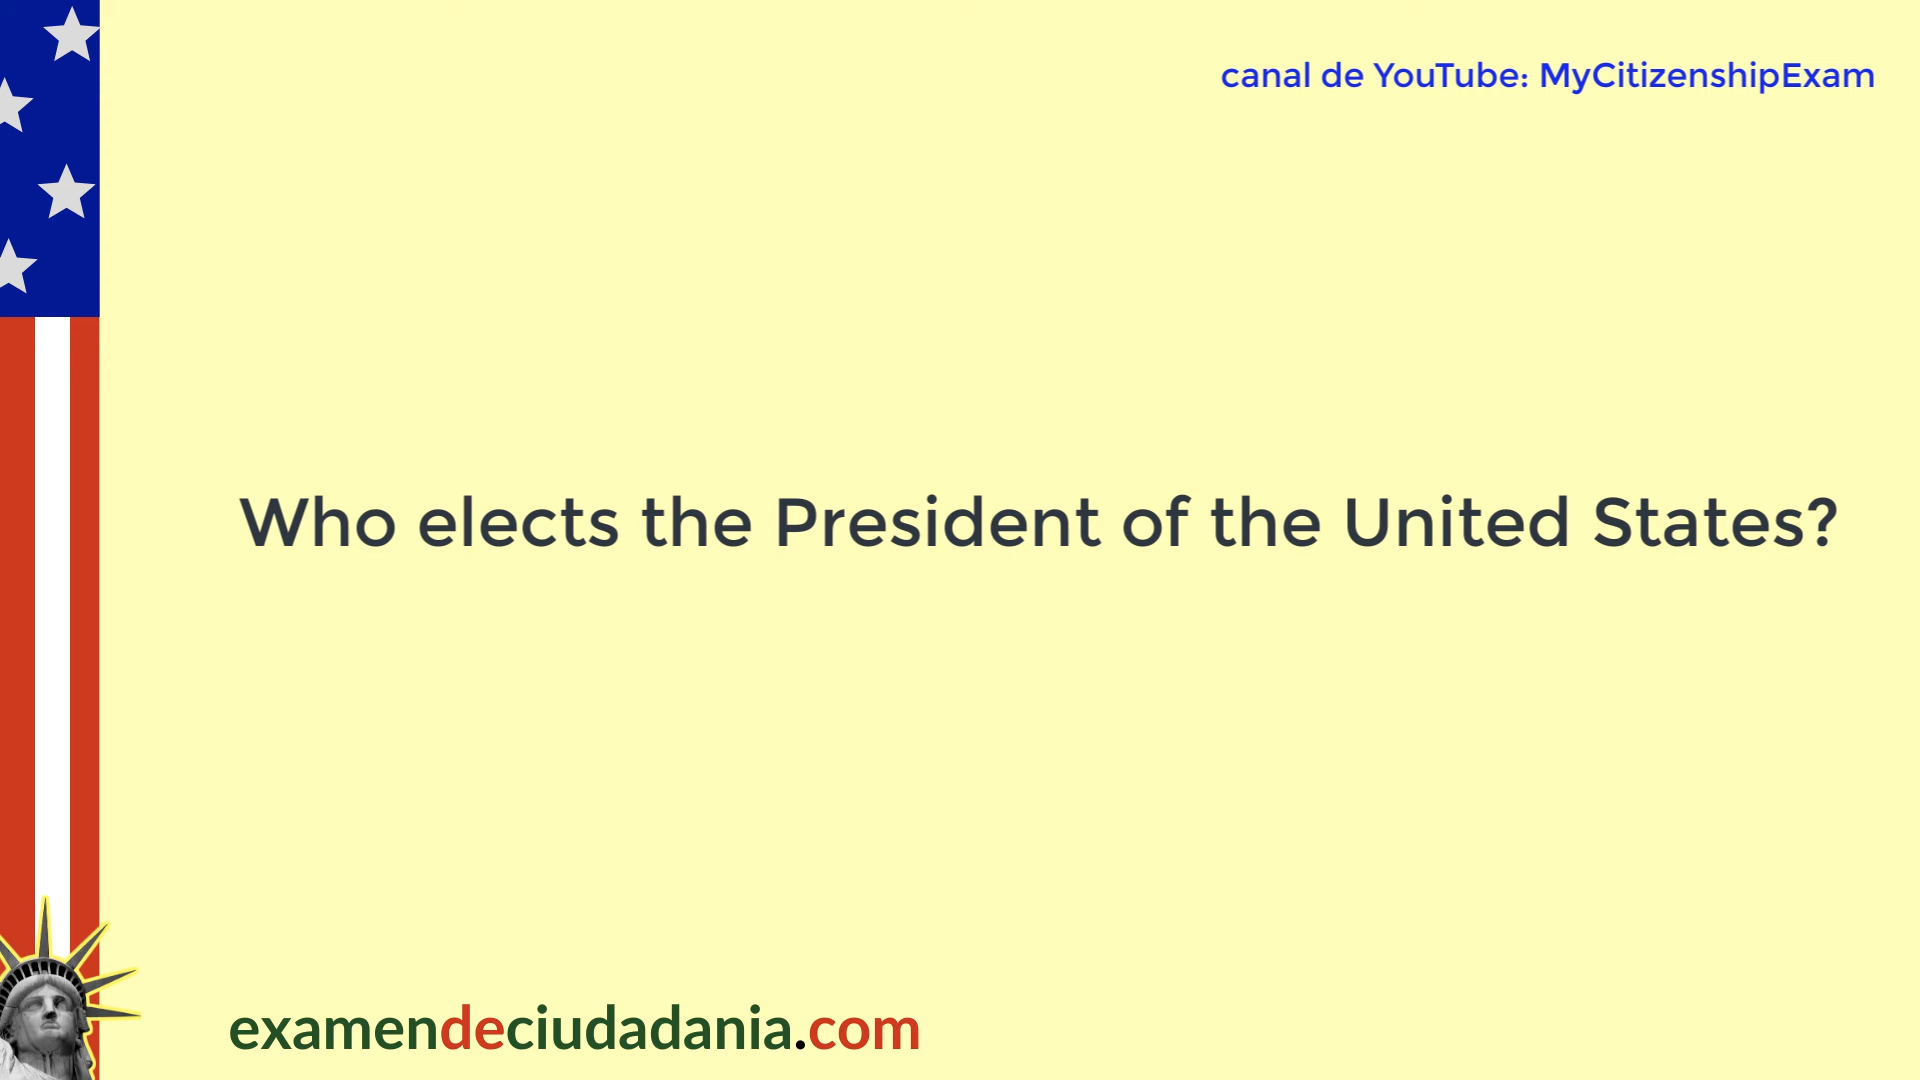 canal de YouTube: MyCitizenshipExam
Who elects the President of the United States?
examendeciudadania.com